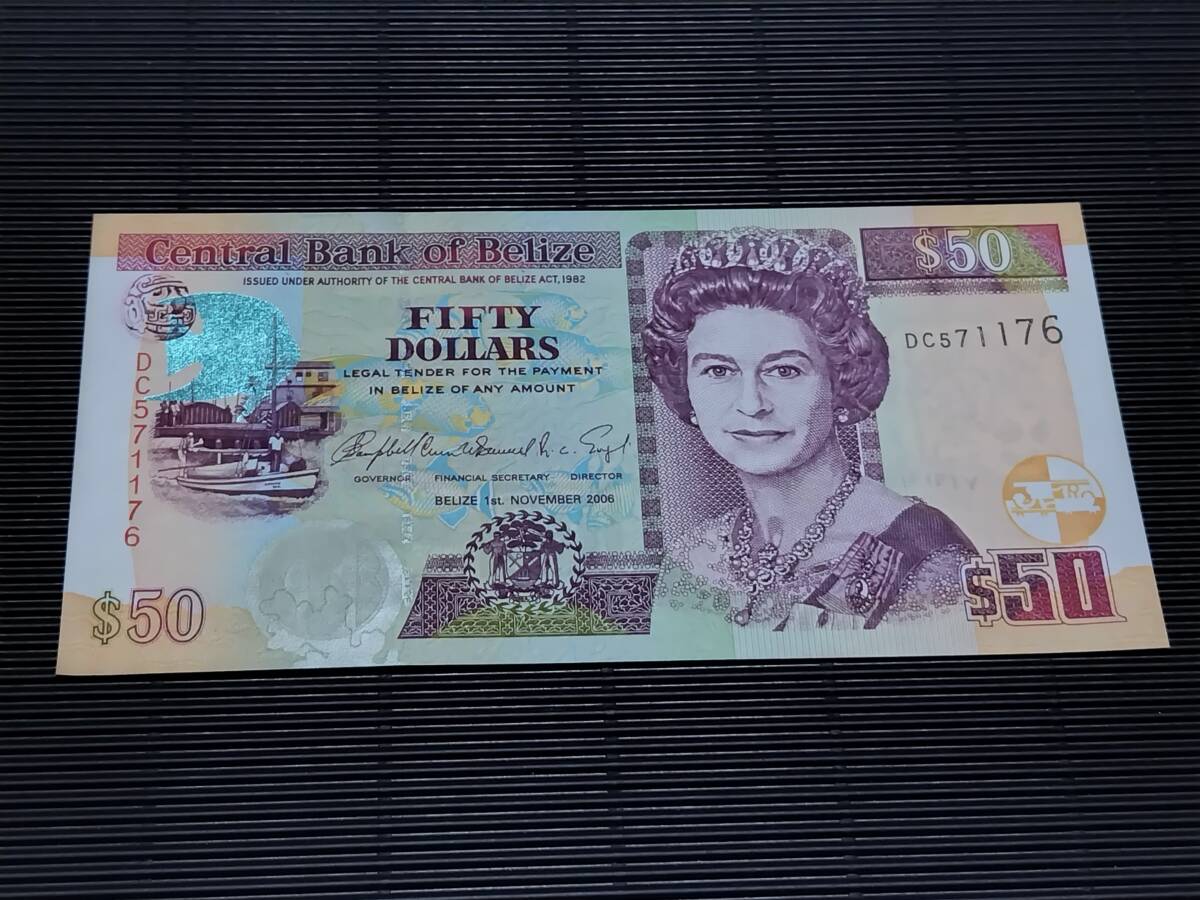 Central Bank of Belize
ISSUED UNDER AUTHORITY OF THE CENTRAL BANK OF BELIZE ACT, 1982
$50
FIFTY
DOLLARS
LEGAL TENDER FOR THE PAYMENT
IN BELIZE OF ANY AMOUNT
DC571176
DC571176
GOVERNOR FINANCIAL SECRETARY DIRECTOR
BELIZE 1st. NOVEMBER 2006
$50
$50